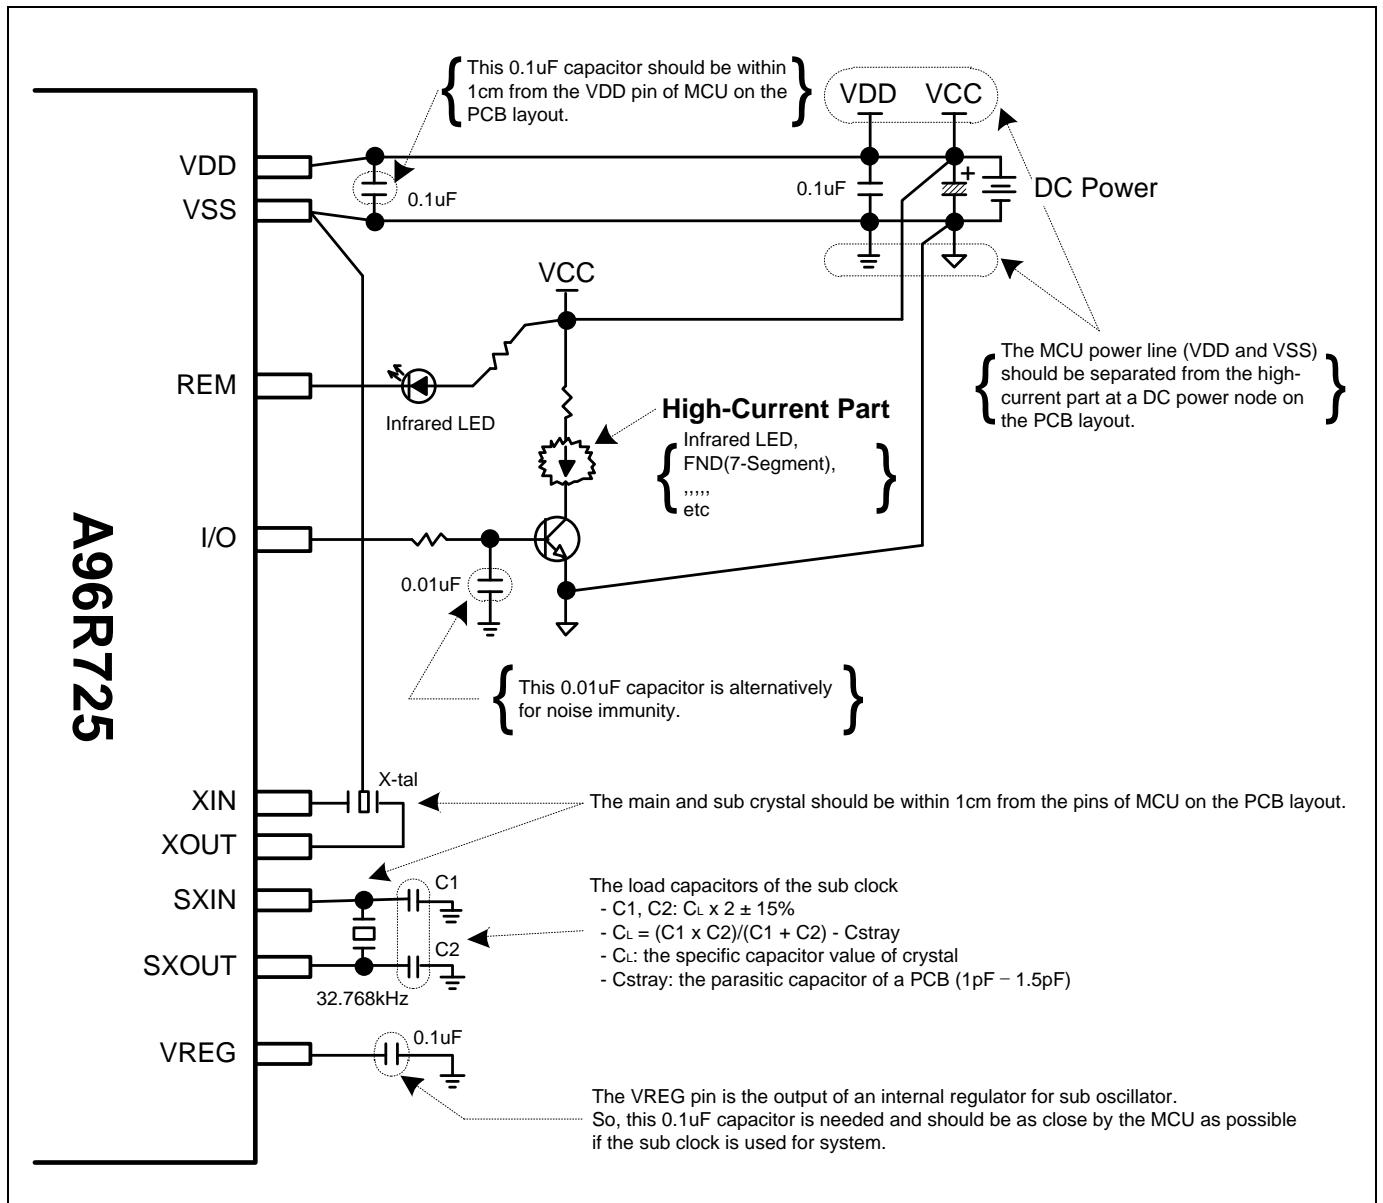 This 0.1uF capacitor should be within
1cm from the VDD pin of MCU on the
PCB layout.
VDD VCC
VDD
VSS
0.1uF
0.1uF
+
DC Power
VCC
The MCU power line (VDD and VSS)
should be separated from the high-
current part at a DC power node on
the PCB layout.
REM
Infrared LED
High-Current Part
Infrared LED,
FND(7-Segment),
,,,,,
etc
A96R725
I/O
0.01uF
This 0.01uF capacitor is alternatively
for noise immunity.
X-tal
XIN
XOUT
The main and sub crystal should be within 1cm from the pins of MCU on the PCB layout.
SXIN
C1
SXOUT
C2
32.768kHz
The load capacitors of the sub clock
- C1, C2: CL x 2 ± 15%
- CL = (C1 x C2)/(C1 + C2) - Cstray
- CL: the specific capacitor value of crystal
- Cstray: the parasitic capacitor of a PCB (1pF – 1.5pF)
VREG
0.1uF
The VREG pin is the output of an internal regulator for sub oscillator.
So, this 0.1uF capacitor is needed and should be as close by the MCU as possible
if the sub clock is used for system.